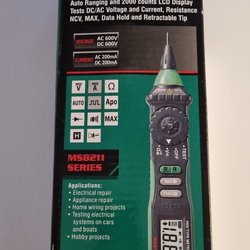 Auto Ranging and 2000 counts LCD Display
Tests DC/AC Voltage and Current, Resistance
NCV, MAX, Data Hold and Retractable Tip
VOLTAGE
AC 600V
DC 600V
CURRENT
AC 200mA
DC 200mA
AUTO
Apo
MAX
H
MS8211
SERIES
Applications:
• Electrical repair
• Appliance repair
• Home wiring projects
• Testing electrical
systems on cars
and boats
• Hobby projects